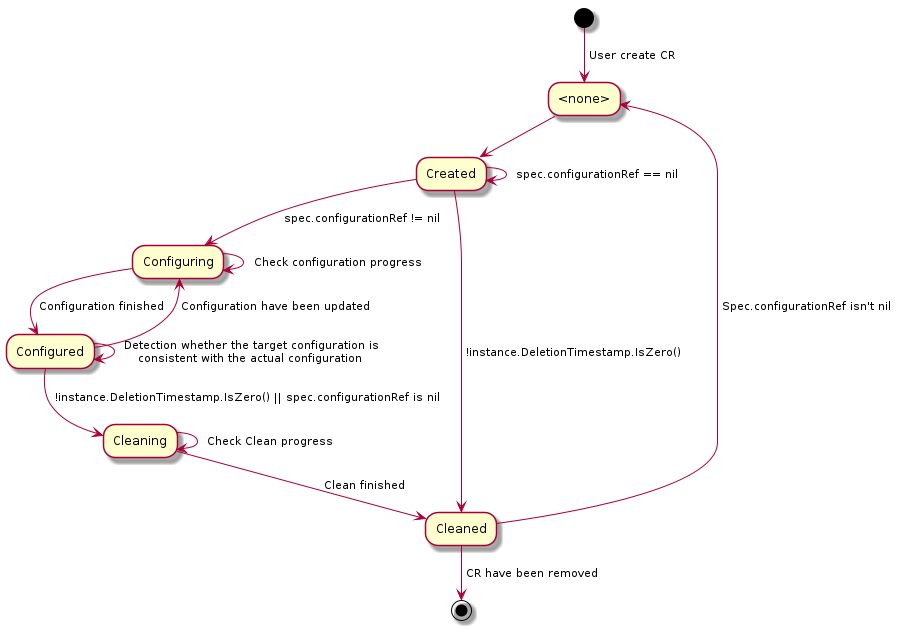 User create CR
<none>
Created
spec.configurationRef == nil
spec.configurationRef != nil
Configuring
Check configuration progress
Configuration finished
Configuration have been updated
Spec.configurationRef isn't nil
Configured
Detection whether the target configuration is
consistent with the actual configuration
!instance.DeletionTimestamp.IsZero()
!instance.DeletionTimestamp.IsZero() || spec.configurationRef is nil
Cleaning
Check Clean progress
Clean finished
Cleaned
CR have been removed